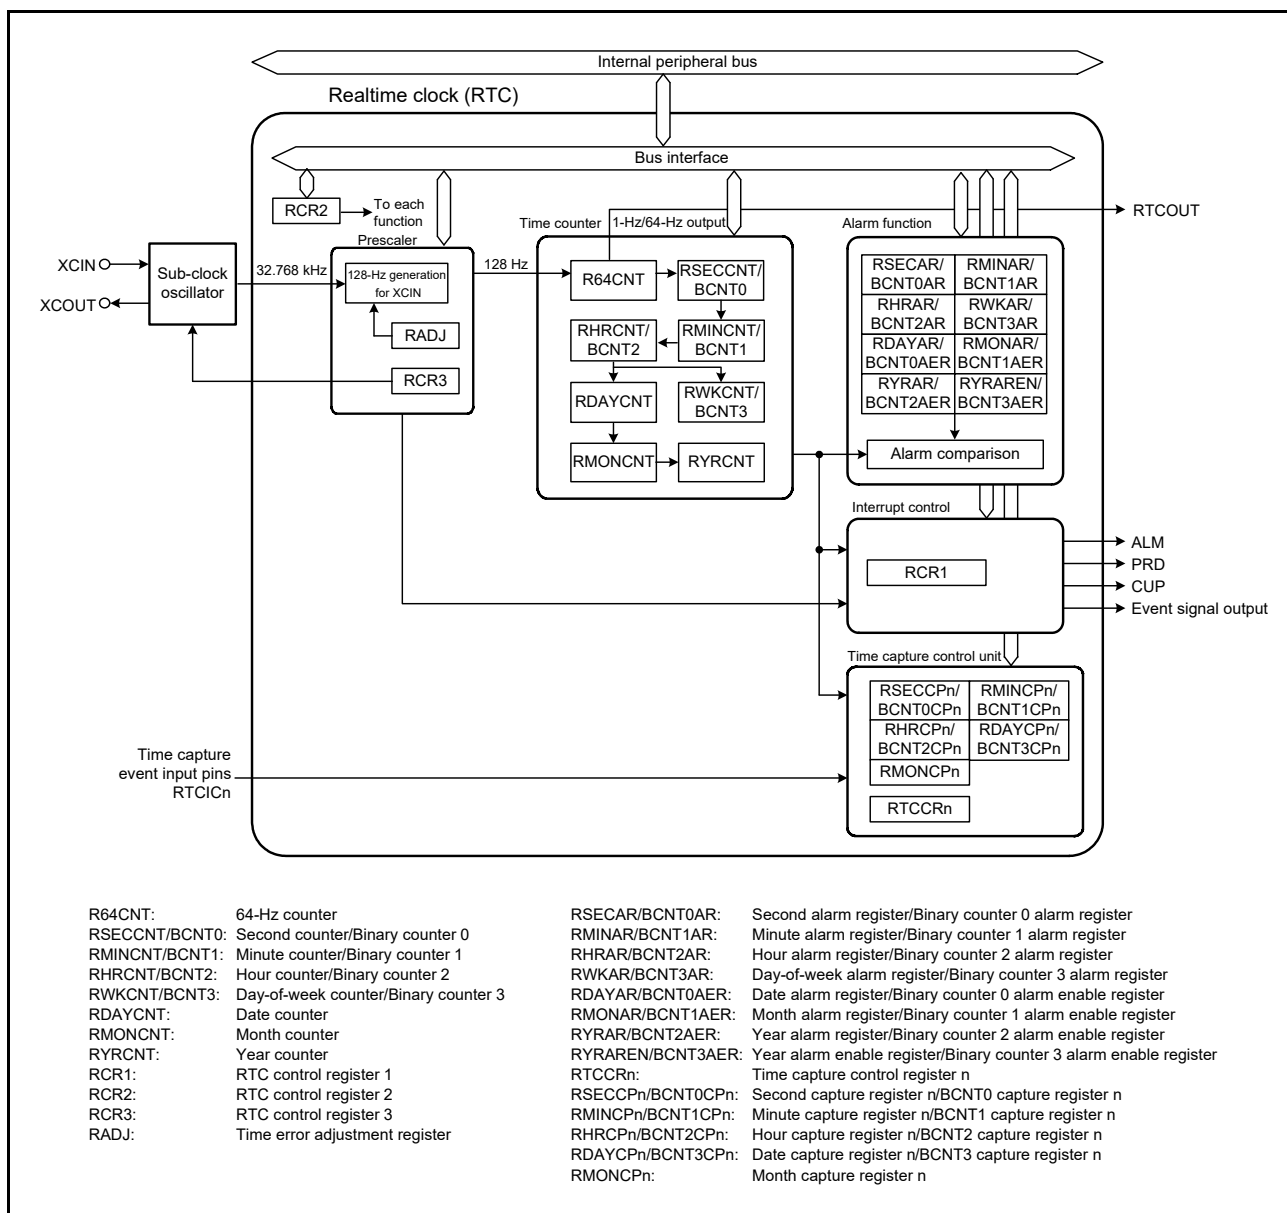 Internal peripheral bus
Realtime clock (RTC)
Bus interface
RCR2
To each
function
Prescaler
Time counter
1-Hz/64-Hz output
Alarm function
RTCOUT
XCIN
XCOUT
Sub-clock
oscillator
32.768 kHz
128-Hz generation
for XCIN
RADJ
RCR3
128 Hz
R64CNT
RSECCNT/
BCNT0
RHRCNT/
BCNT2
RMINCNT/
BCNT1
RDAYCNT
RWKCNT/
BCNT3
RMONCNT
RYRCNT
RSECAR/
BCNT0AR
RMINAR/
BCNT1AR
RHRAR/
BCNT2AR
RWKAR/
BCNT3AR
RDAYAR/
BCNT0AER
RMONAR/
BCNT1AER
RYRAR/
BCNT2AER
RYRAREN/
BCNT3AER
Alarm comparison
Interrupt control
RCR1
ALM
PRD
CUP
Event signal output
Time capture control unit
RSECCPn/
BCNT0CPn
RMINCPn/
BCNT1CPn
RHRCPn/
BCNT2CPn
RDAYCPn/
BCNT3CPn
RMONCPn
RTCCRn
Time capture
event input pins
RTCICn
R64CNT: 64-Hz counter
RSECCNT/BCNT0: Second counter/Binary counter 0
RMINCNT/BCNT1: Minute counter/Binary counter 1
RHRCNT/BCNT2: Hour counter/Binary counter 2
RWKCNT/BCNT3: Day-of-week counter/Binary counter 3
RDAYCNT: Date counter
RMONCNT: Month counter
RYRCNT: Year counter
RCR1: RTC control register 1
RCR2: RTC control register 2
RCR3: RTC control register 3
RADJ: Time error adjustment register
RSECAR/BCNT0AR: Second alarm register/Binary counter 0 alarm register
RMINAR/BCNT1AR: Minute alarm register/Binary counter 1 alarm register
RHRAR/BCNT2AR: Hour alarm register/Binary counter 2 alarm register
RWKAR/BCNT3AR: Day-of-week alarm register/Binary counter 3 alarm register
RDAYAR/BCNT0AER: Date alarm register/Binary counter 0 alarm enable register
RMONAR/BCNT1AER: Month alarm register/Binary counter 1 alarm enable register
RYRAR/BCNT2AER: Year alarm register/Binary counter 2 alarm enable register
RYRAREN/BCNT3AER: Year alarm enable register/Binary counter 3 alarm enable register
RTCCRn: Time capture control register n
RSECCPn/BCNT0CPn: Second capture register n/BCNT0 capture register n
RMINCPn/BCNT1CPn: Minute capture register n/BCNT1 capture register n
RHRCPn/BCNT2CPn: Hour capture register n/BCNT2 capture register n
RDAYCPn/BCNT3CPn: Date capture register n/BCNT3 capture register n
RMONCPn: Month capture register n